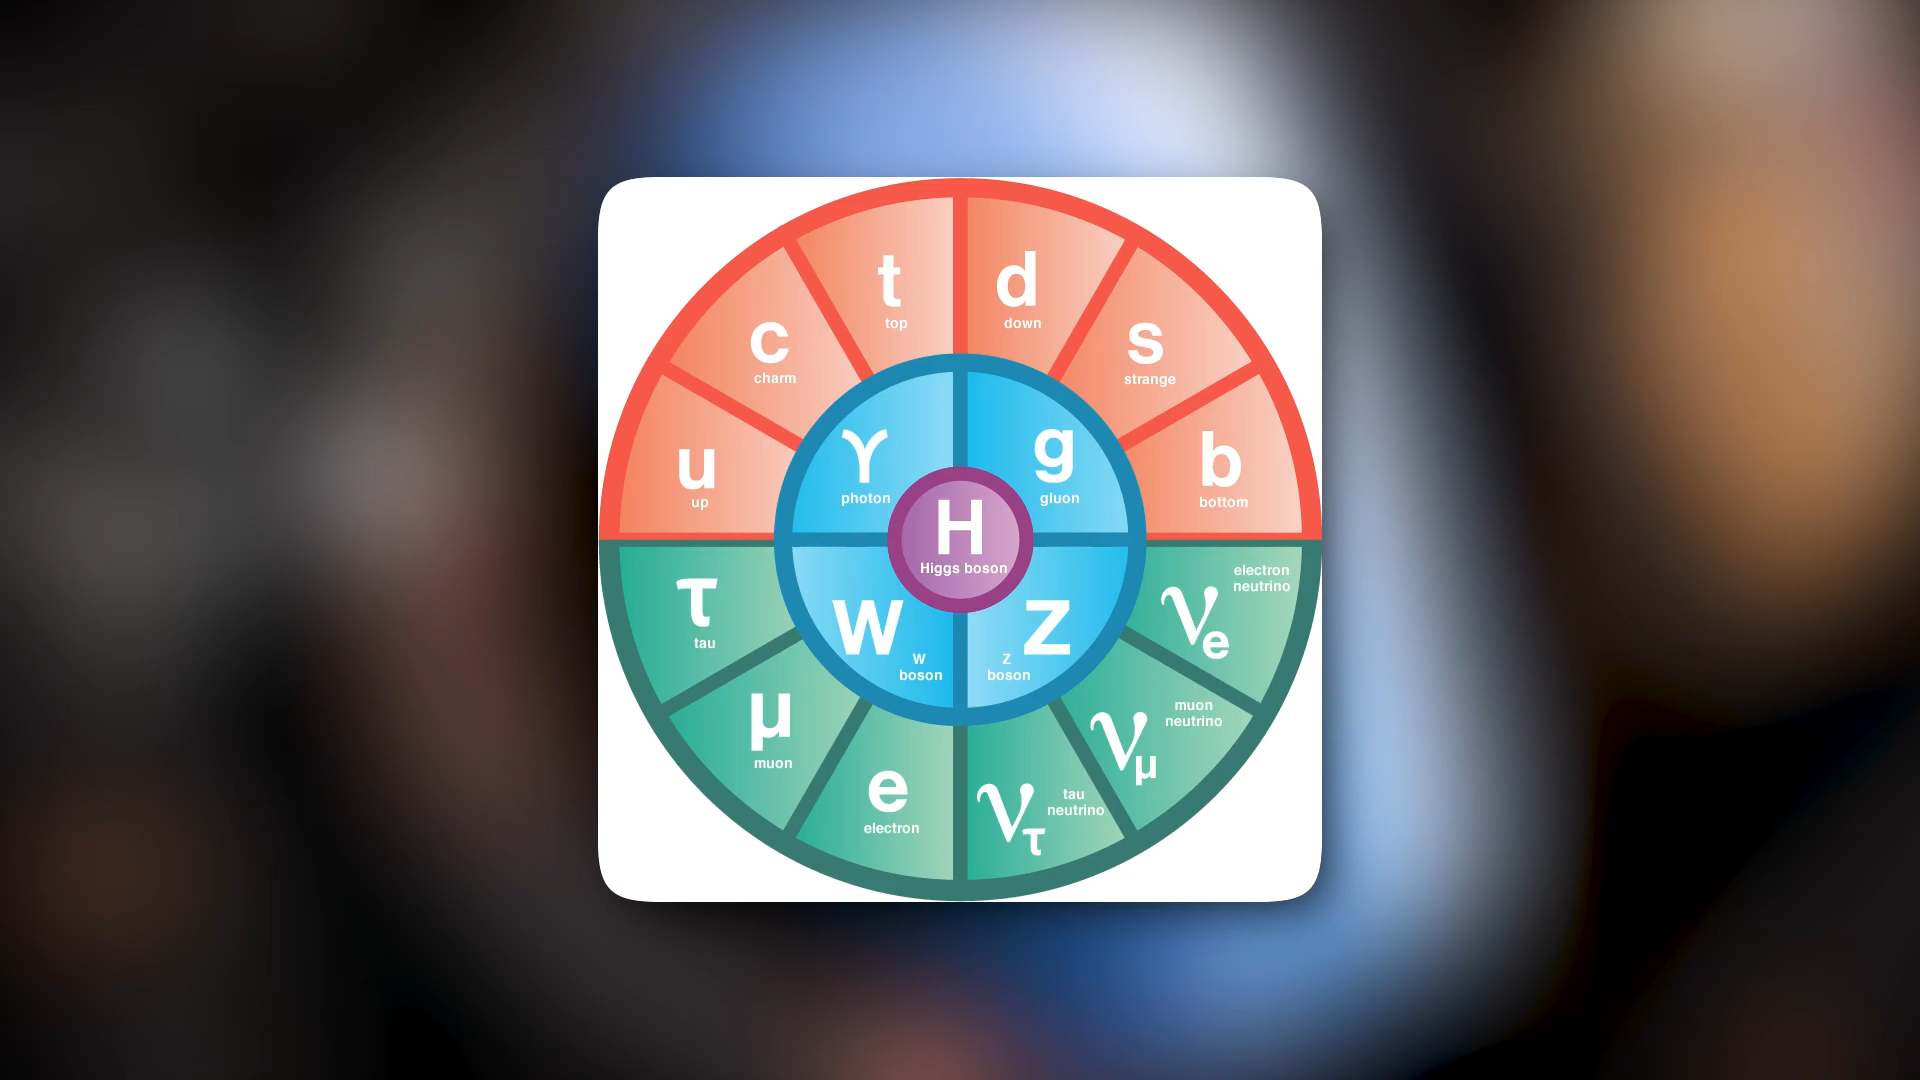 t
top
d
down
c
charm
s
strange
u
up
b
bottom
γ
photon
g
gluon
H
Higgs boson
W
W
boson
Z
Z
boson
τ
tau
μ
muon
e
electron
ντ
tau
neutrino
νμ
muon
neutrino
νe
electron
neutrino